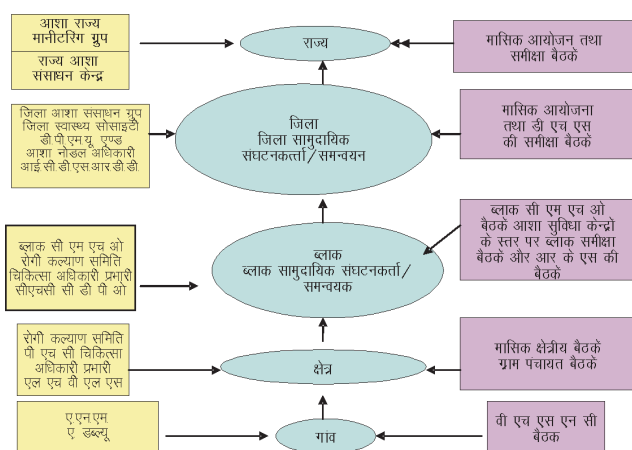 आशा राज्य
मानीटरिंग ग्रुप
राज्य आशा
संसाधन केन्द्र
राज्य
मासिक आयोजन तथा
समीक्षा बैठकें
जिला आशा संसाधन ग्रुप
जिला स्वास्थ्य सोसाइटी
डी.पी.एम.यू. एण्ड
आशा नोडल अधिकारी
आई.सी.डी.एस.आर.डी.डी.
जिला
जिला सामुदायिक
संघटनकर्त्ता/समन्वयन
मासिक आयोजना
तथा डी एच एस
की समीक्षा बैठकें
ब्लाक सी एम एच ओ
रोगी कल्याण समिति
चिकित्सा अधिकारी प्रभारी
सीएचसी सी डी पी ओ
ब्लाक
ब्लाक सामुदायिक संघटनकर्ता/
समन्वयक
ब्लाक सी एम एच ओ
बैठकें आशा सुविधा केन्द्रों
के स्तर पर ब्लाक समीक्षा
बैठकें और आर के एस की
बैठकें
रोगी कल्याण समिति
पी एच सी चिकित्सा
अधिकारी प्रभारी
एल एच वी एल एस
क्षेत्र
मासिक क्षेत्रीय बैठकें
ग्राम पंचायत बैठकें
ए.एन.एम.
ए. डब्ल्यू
गांव
वी एच एस एन सी
बैठक